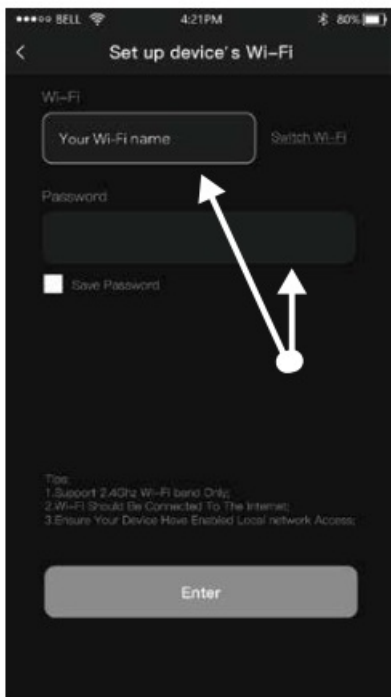 BELL 4:21PM 80%
Set up device's Wi-Fi
Wi-Fi
Your Wi-Fi name
Switch Wi-Fi
Password
Save Password
Tips:
1.Support 2.4Ghz Wi-Fi band Only;
2.Wi-Fi Should Be Connected To The Internet;
3.Ensure Your Device Have Enabled Local network Access;
Enter